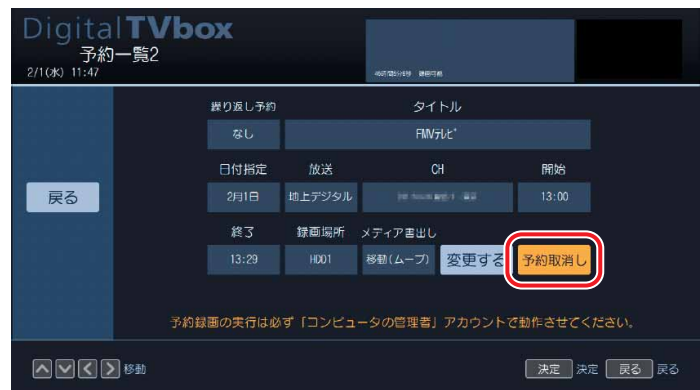 Digital TVbox
予約一覧2
2/1(水) 11:47
繰り返し予約 タイトル
なし FMVﾃﾚﾋﾞ
日付指定 放送 CH 開始
戻る 2月1日 地上デジタル 13:00
終了 録画場所 メディア書出し
13:29 HDD1 移動(ムーブ) 変更する 予約取消し
予約録画の実行は必ず「コンピュータの管理者」アカウントで動作させてください。
移動 決定 決定 戻る 戻る